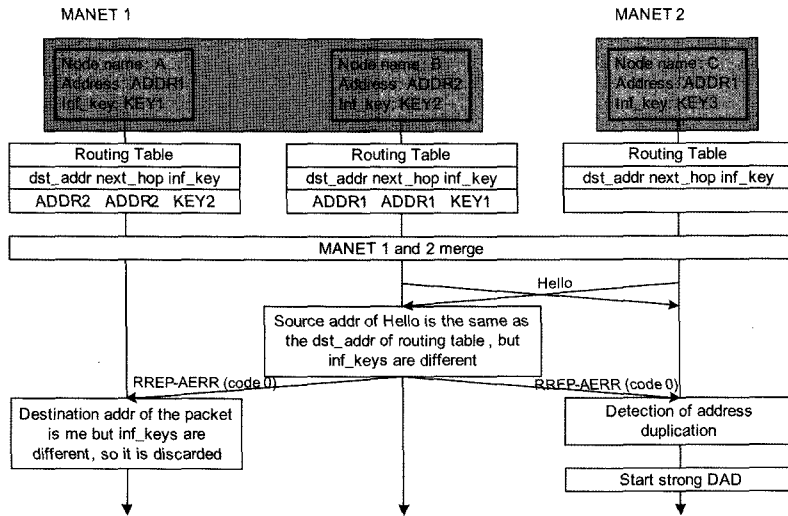 MANET 1
MANET 2
Node name: A
Address: ADDR1
Inf_key: KEY1
Node name: B
Address: ADDR2
Inf_key: KEY2
Node name: C
Address: ADDR1
Inf_key: KEY3
Routing Table
dst_addr next_hop inf_key
ADDR2 ADDR2 KEY2
Routing Table
dst_addr next_hop inf_key
ADDR1 ADDR1 KEY1
Routing Table
dst_addr next_hop inf_key
MANET 1 and 2 merge
Hello
Source addr of Hello is the same as
the dst_addr of routing table, but
inf_keys are different
RREP-AERR (code 0)
RREP-AERR (code 0)
Destination addr of the packet
is me but inf_keys are
different, so it is discarded
Detection of address
duplication
Start strong DAD